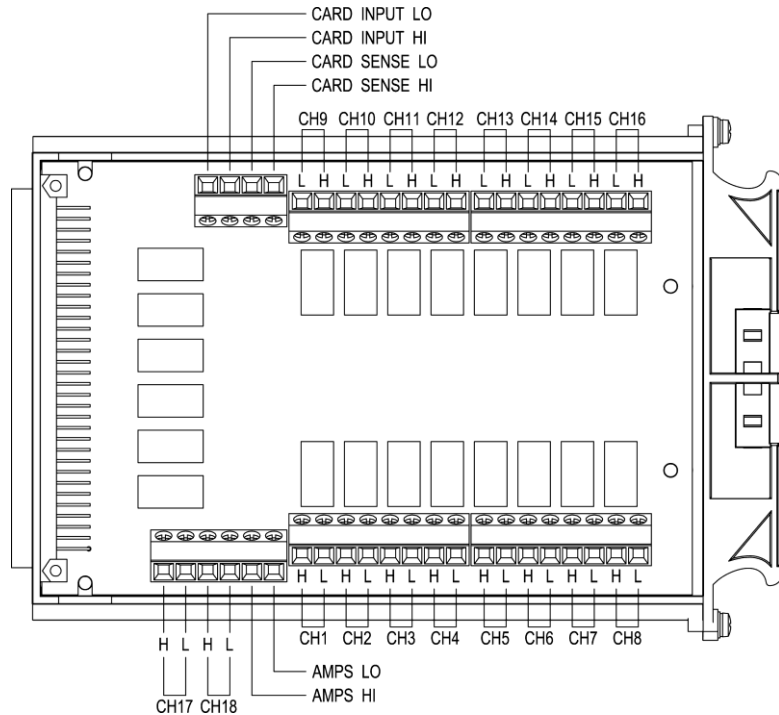 CARD INPUT LO
CARD INPUT HI
CARD SENSE LO
CARD SENSE HI
CH9 CH10 CH11 CH12 CH13 CH14 CH15 CH16
L H L H L H L H L H L H L H L H
H L H L H L H L H L H L H L H L
CH1 CH2 CH3 CH4 CH5 CH6 CH7 CH8
H L H L
AMPS LO
AMPS HI
CH17 CH18